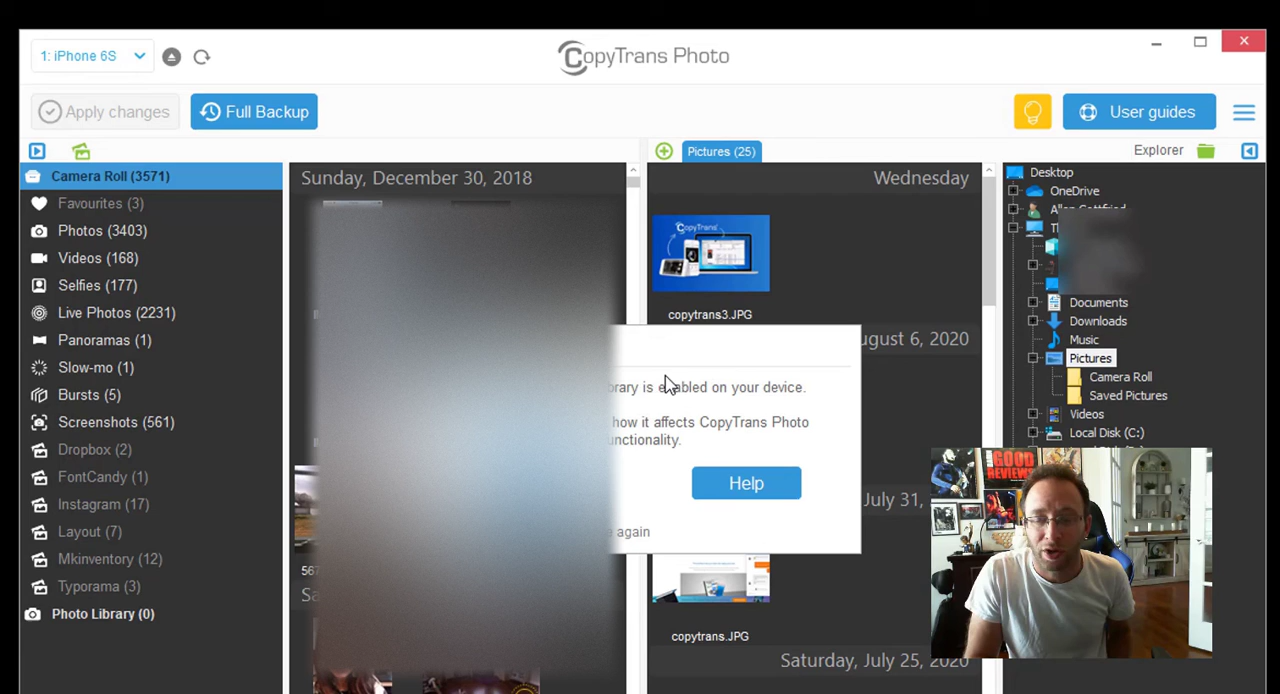 1: iPhone 6S
CopyTrans Photo
Apply changes
Full Backup
User guides
Pictures (25)
Explorer
Camera Roll (3571)
Favourites (3)
Photos (3403)
Videos (168)
Selfies (177)
Live Photos (2231)
Panoramas (1)
Slow-mo (1)
Bursts (5)
Screenshots (561)
Dropbox (2)
FontCandy (1)
Instagram (17)
Layout (7)
Mkinventory (12)
Typorama (3)
Photo Library (0)
Sunday, December 30, 2018
567
Sa
Wednesday
CopyTrans
copytrans3.JPG
ugust 6, 2020
brary is enabled on your device.
how it affects CopyTrans Photo
unctionality.
Help
again
July 31,
copytrans.JPG
Saturday, July 25, 2020
Desktop
OneDrive
Documents
Downloads
Music
Pictures
Camera Roll
Saved Pictures
Videos
Local Disk (C:)
GOOD
REVIEWS